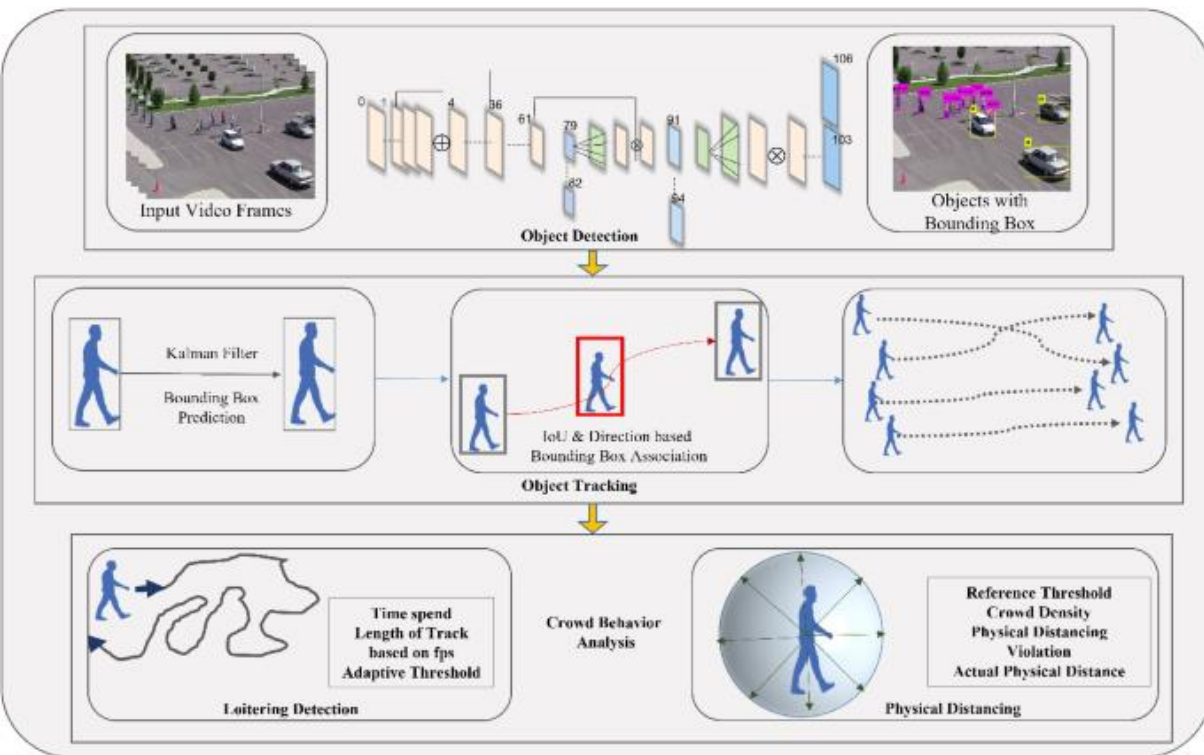 Input Video Frames
0
1
4
36
61
79
82
91
94
106
103
Objects with
Bounding Box
Object Detection
Kalman Filter
Bounding Box
Prediction
IoU & Direction based
Bounding Box Association
Object Tracking
Time spend
Length of Track
based on fps
Adaptive Threshold
Loitering Detection
Crowd Behavior
Analysis
Reference Threshold
Crowd Density
Physical Distancing
Violation
Actual Physical Distance
Physical Distancing